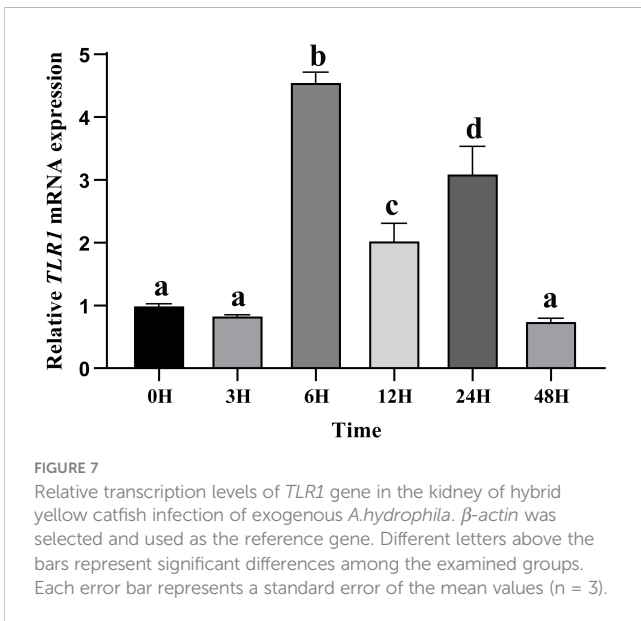 Relative TLR1 mRNA expression
5
4
3
2
1
0
a
a
b
c
d
a
0H 3H 6H 12H 24H 48H
Time
FIGURE 7
Relative transcription levels of TLR1 gene in the kidney of hybrid
yellow catfish infection of exogenous A.hydrophila. β-actin was
selected and used as the reference gene. Different letters above the
bars represent significant differences among the examined groups.
Each error bar represents a standard error of the mean values (n = 3).